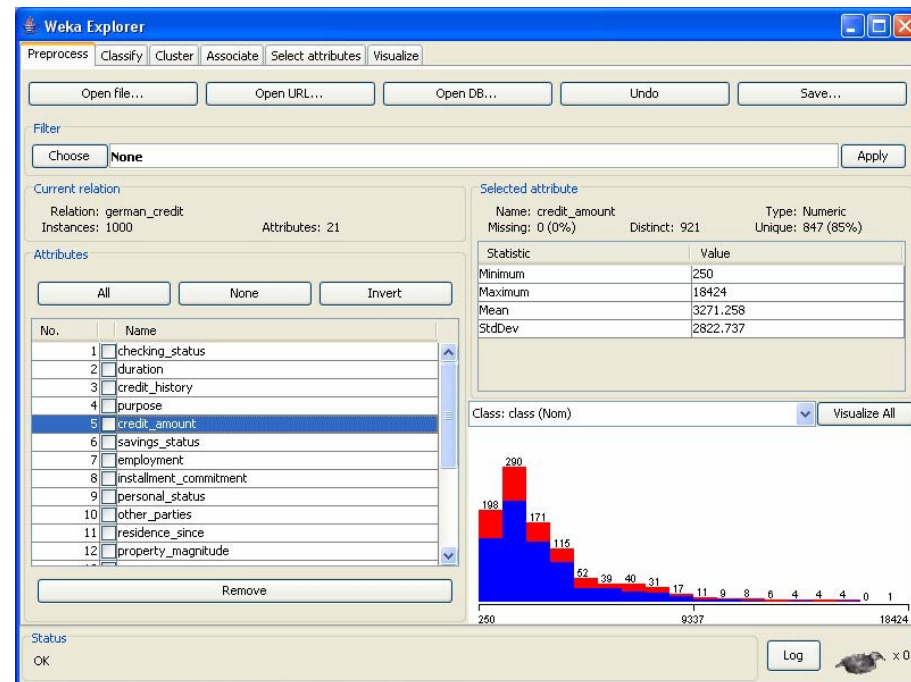 Weka Explorer
Preprocess Classify Cluster Associate Select attributes Visualize
Open file... Open URL... Open DB... Undo Save...
Filter
Choose None Apply
Current relation
Relation: german_credit
Instances: 1000 Attributes: 21
Selected attribute
Name: credit_amount Type: Numeric
Missing: 0 (0%) Distinct: 921 Unique: 847 (85%)
Statistic Value
Minimum 250
Maximum 18424
Mean 3271.258
StdDev 2822.737
Attributes
All None Invert
No. Name
1 checking_status
2 duration
3 credit_history
4 purpose
5 credit_amount
6 savings_status
7 employment
8 installment_commitment
9 personal_status
10 other_parties
11 residence_since
12 property_magnitude
Remove
Class: class (Nom) Visualize All
198 290 171 115 52 39 40 31 17 11 9 8 6 4 4 4 0 1
250 9337 18424
Status
OK
Log x 0